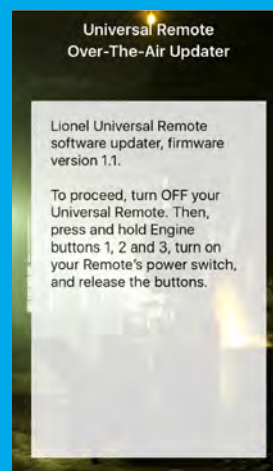 Universal Remote
Over-The-Air Updater
Lionel Universal Remote
software updater, firmware
version 1.1.
To proceed, turn OFF your
Universal Remote. Then,
press and hold Engine
buttons 1, 2 and 3, turn on
your Remote's power switch,
and release the buttons.